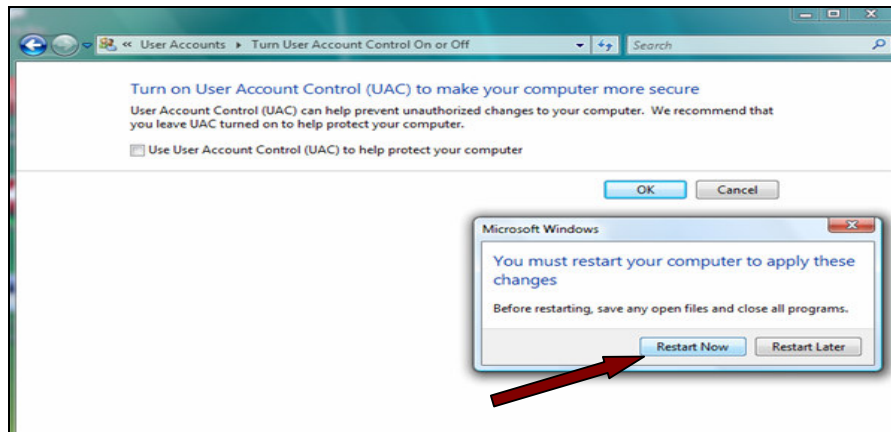 « User Accounts ▸ Turn User Account Control On or Off
Search
Turn on User Account Control (UAC) to make your computer more secure
User Account Control (UAC) can help prevent unauthorized changes to your computer. We recommend that
you leave UAC turned on to help protect your computer.
Use User Account Control (UAC) to help protect your computer
OK Cancel
Microsoft Windows
You must restart your computer to apply these
changes
Before restarting, save any open files and close all programs.
Restart Now Restart Later